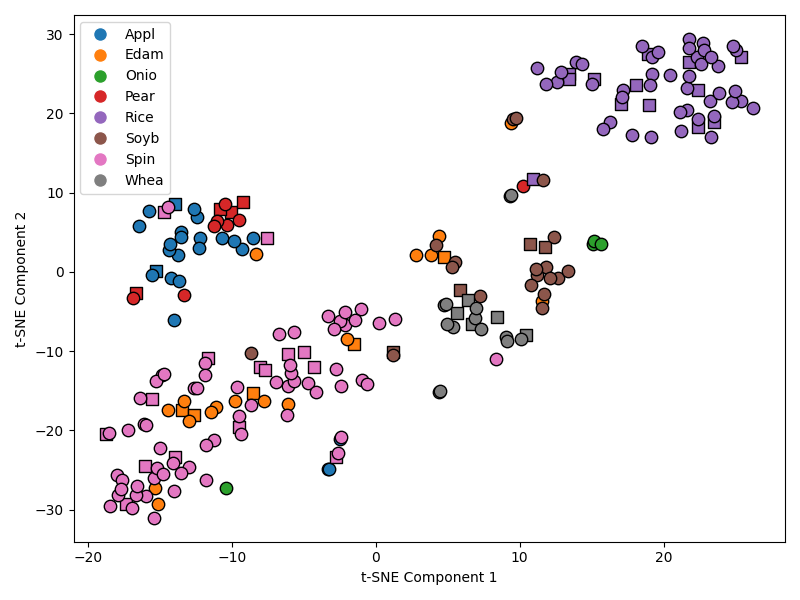 Appl
Edam
Onio
Pear
Rice
Soyb
Spin
Whea
30
20
10
0
−10
−20
−30
t-SNE Component 2
−20
−10
0
10
20
t-SNE Component 1